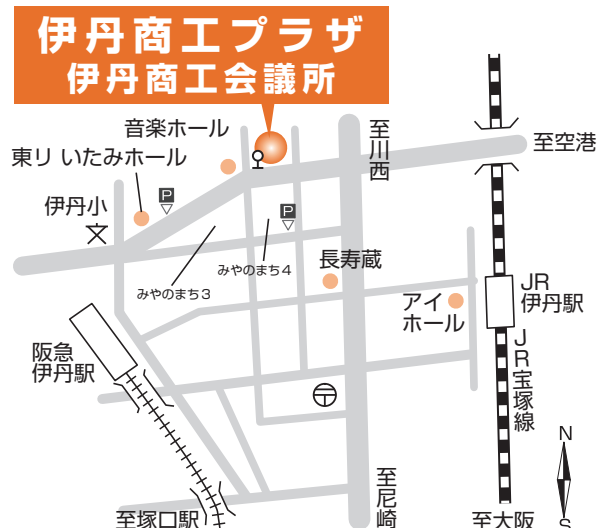 伊丹商工プラザ
伊丹商工会議所
音楽ホール
至川西
至空港
東リ いたみホール
P
伊丹小
P
みやのまち4
みやのまち3
長寿蔵
アイ
ホール
JR
伊丹駅
阪急
伊丹駅
JR宝塚線
N
至尼崎
至塚口駅
至大阪
S